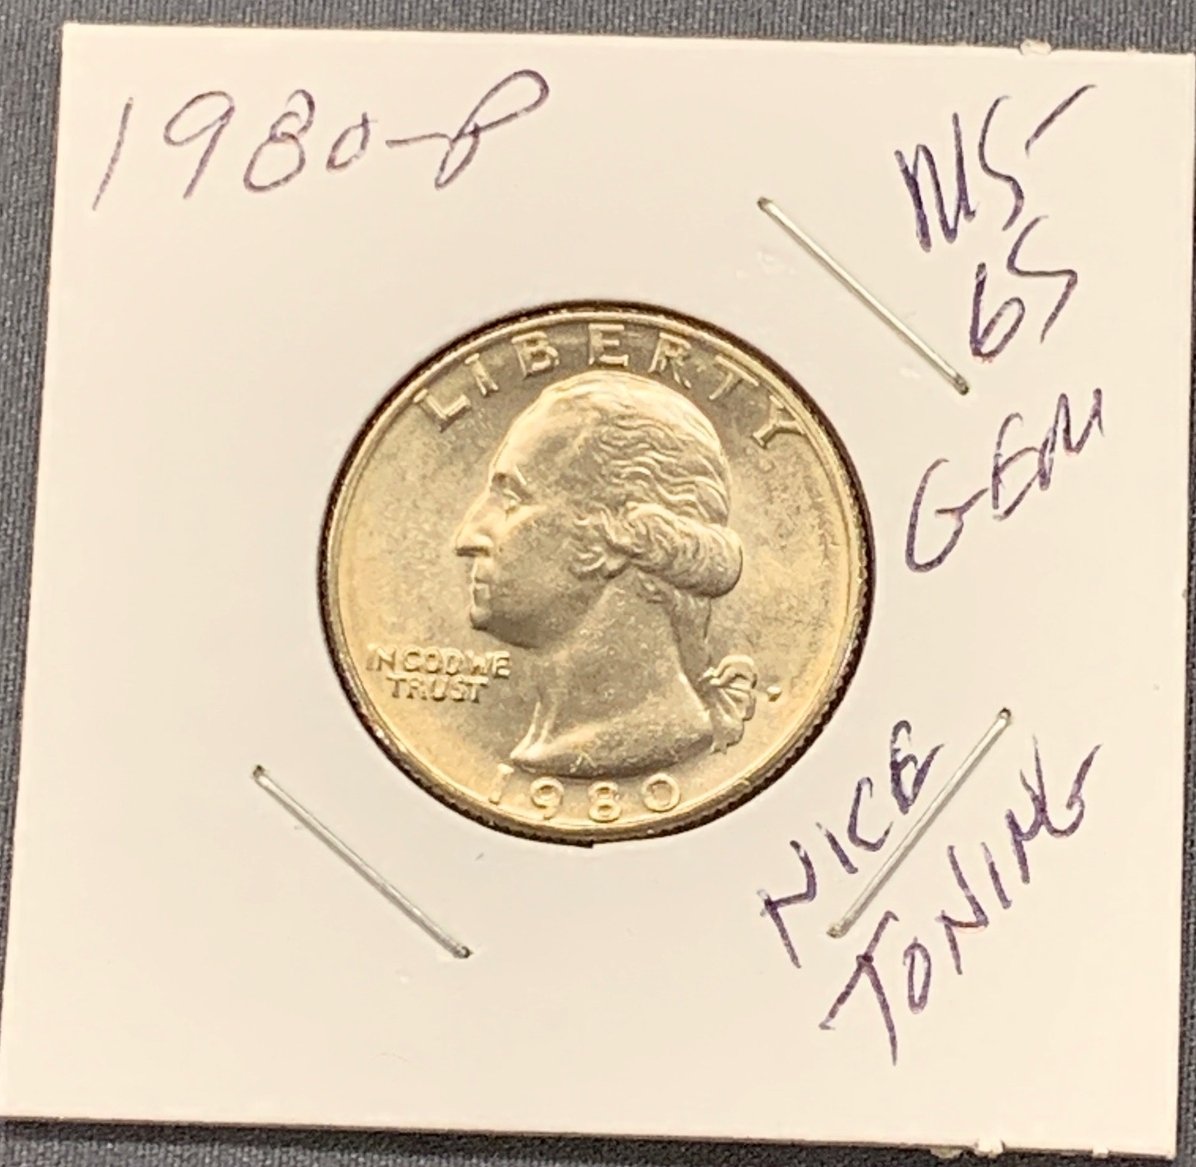 1980-P
MS-
65
GEM
LIBERTY
IN GOD WE
TRUST
1980
NICE
TONING